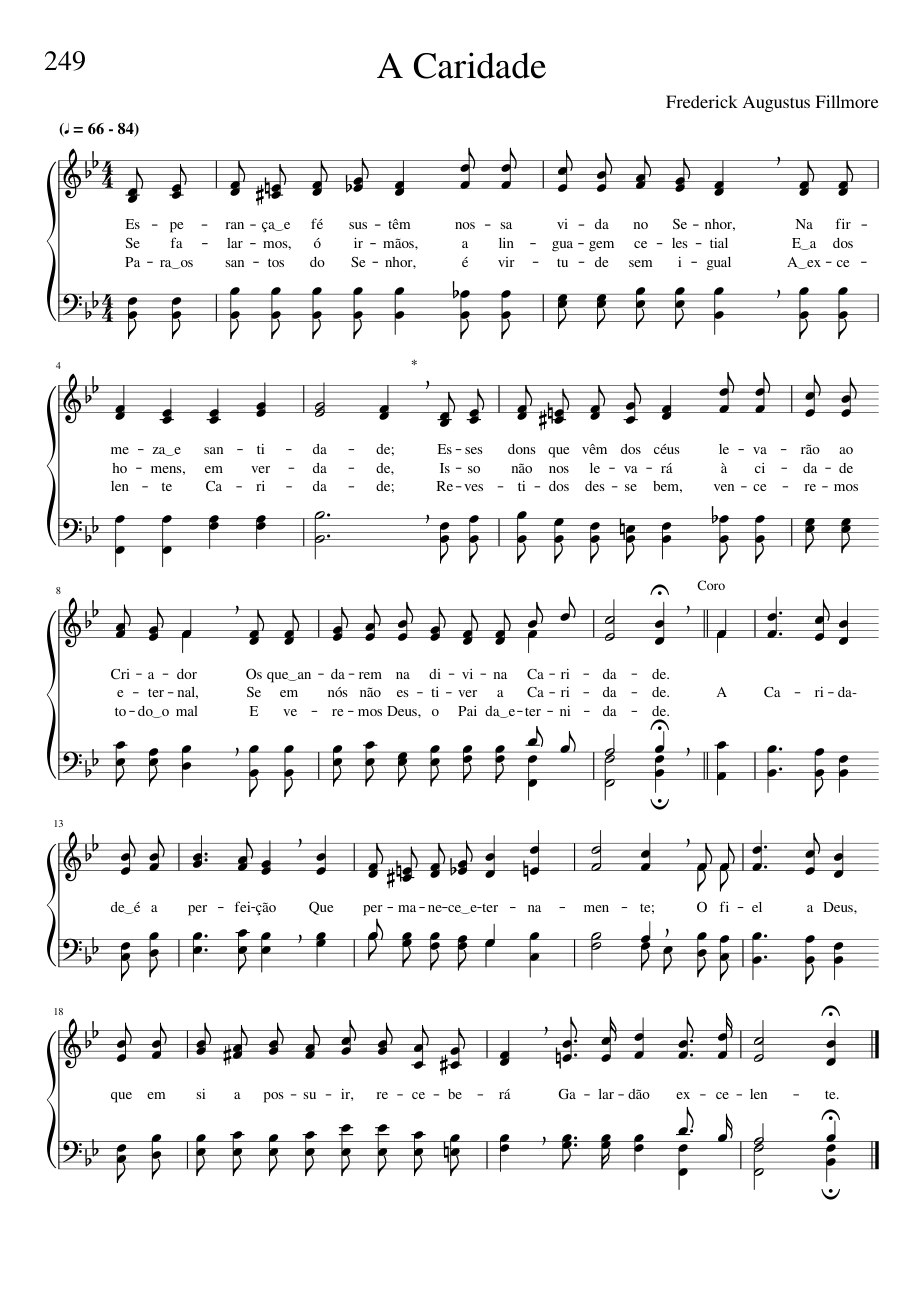 249
A Caridade
Frederick Augustus Fillmore
(♩ = 66 - 84)
Es - pe - ran - ça_e fé sus - têm nos - sa vi - da no Se - nhor, Na fir -
Se fa - lar - mos, ó ir - mãos, a lin - gua - gem ce - les - tial E_a dos
Pa - ra_os san - tos do Se - nhor, é vir - tu - de sem i - gual A_ex - ce -
4
*
me - za_e san - ti - da - de; Es - ses dons que vêm dos céus le - va - rão ao
ho - mens, em ver - da - de, Is - so não nos le - va - rá à ci - da - de
len - te Ca - ri - da - de; Re - ves - ti - dos des - se bem, ven - ce - re - mos
8
Coro
Cri - a - dor Os que_an - da - rem na di - vi - na Ca - ri - da - de.
e - ter - nal, Se em nós não es - ti - ver a Ca - ri - da - de. A Ca - ri - da-
to - do_o mal E ve - re - mos Deus, o Pai da_e - ter - ni - da - de.
13
de_é a per - fei - ção Que per - ma - ne - ce_e - ter - na - men - te; O fi - el a Deus,
18
que em si a pos - su - ir, re - ce - be - rá Ga - lar - dão ex - ce - len - te.